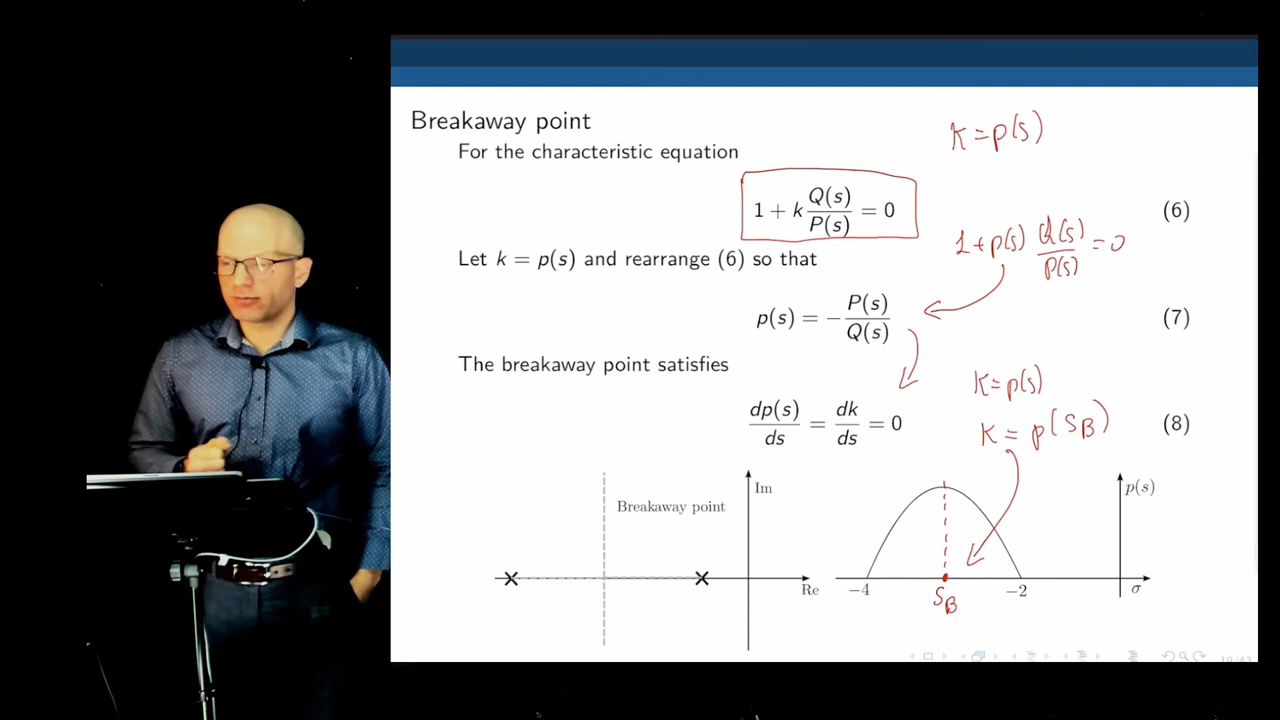 Breakaway point
For the characteristic equation
K = p(s)
1 + k Q(s)/P(s) = 0 (6)
1 + p(s) Q(s)/P(s) = 0
Let k = p(s) and rearrange (6) so that
p(s) = − P(s)/Q(s) (7)
The breakaway point satisfies
K = p(s)
dp(s)/ds = dk/ds = 0 (8)
K = p(S_B)
Im
Breakaway point
Re
p(s)
−4
S_B
−2
σ